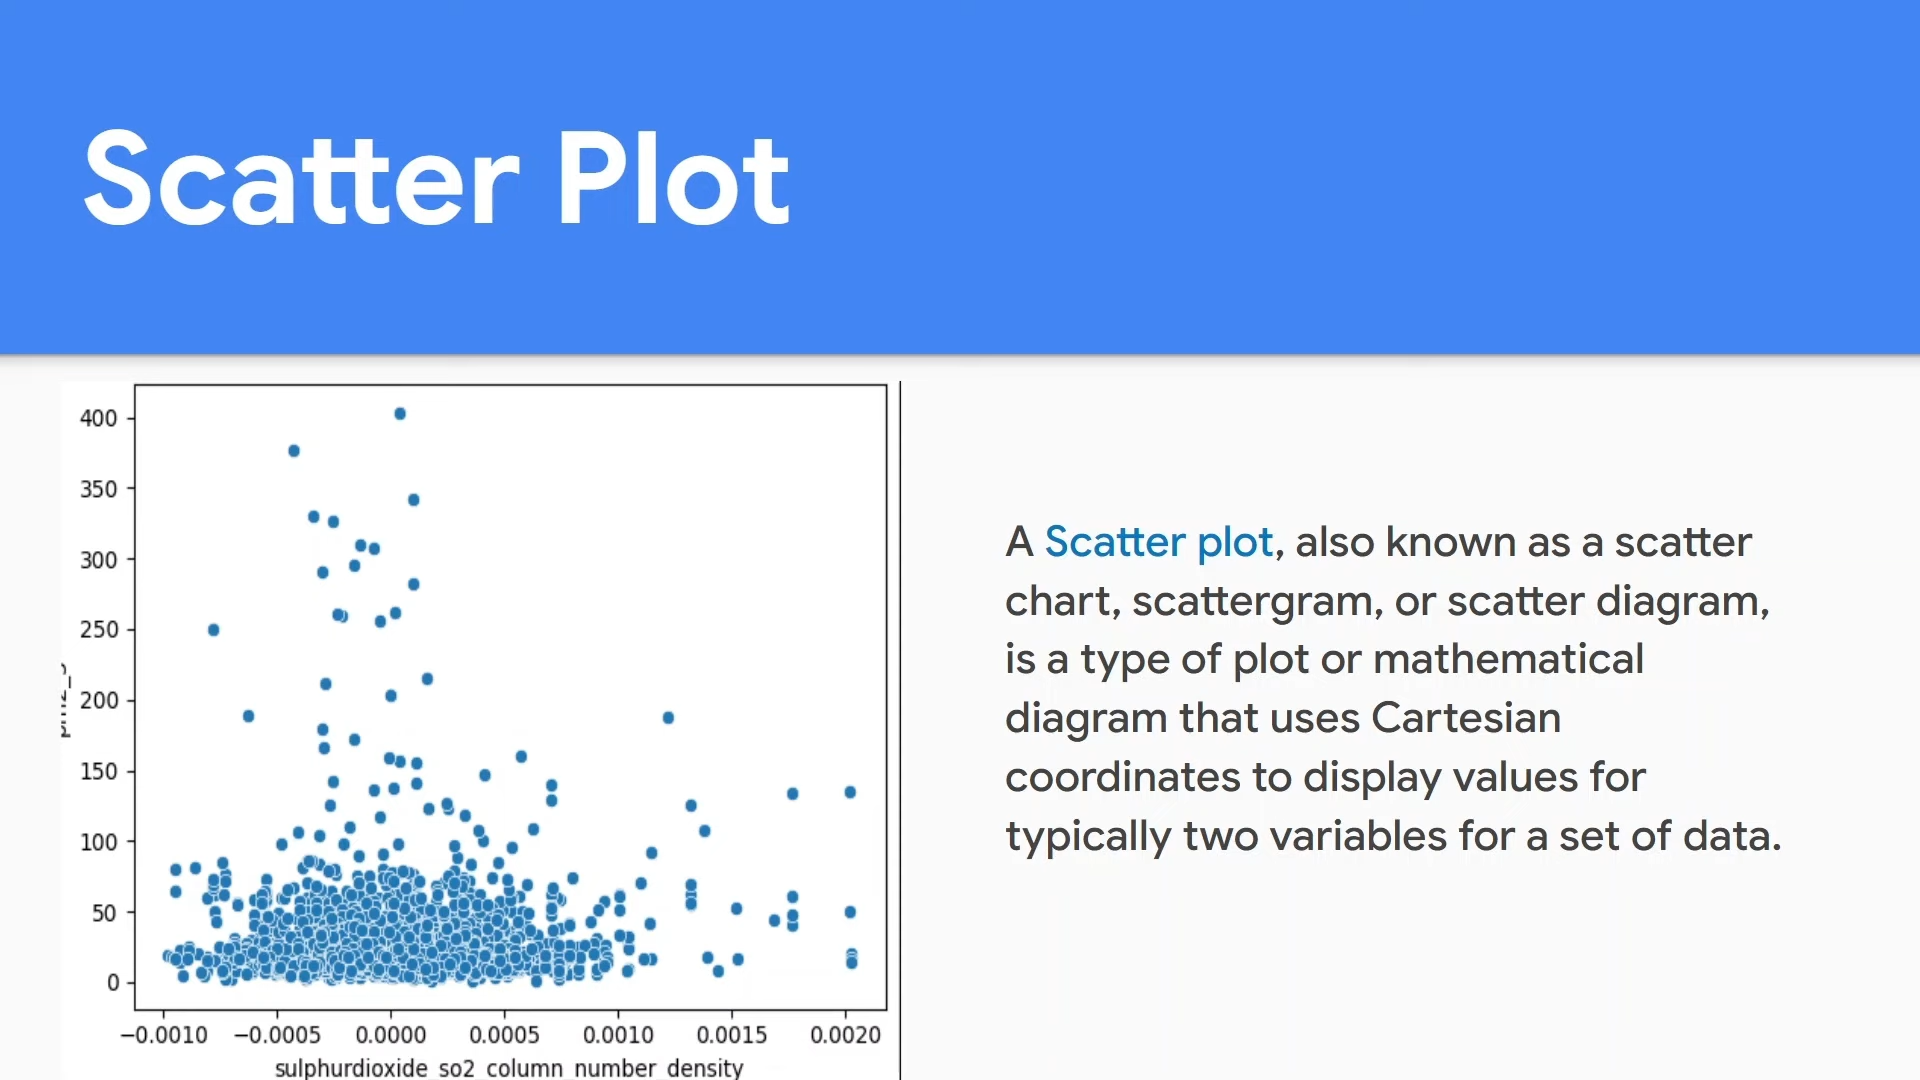 Scatter Plot
400
350
300
250
200
150
100
50
0
−0.0010 −0.0005 0.0000 0.0005 0.0010 0.0015 0.0020
sulphurdioxide_so2_column_number_density
A Scatter plot, also known as a scatter
chart, scattergram, or scatter diagram,
is a type of plot or mathematical
diagram that uses Cartesian
coordinates to display values for
typically two variables for a set of data.